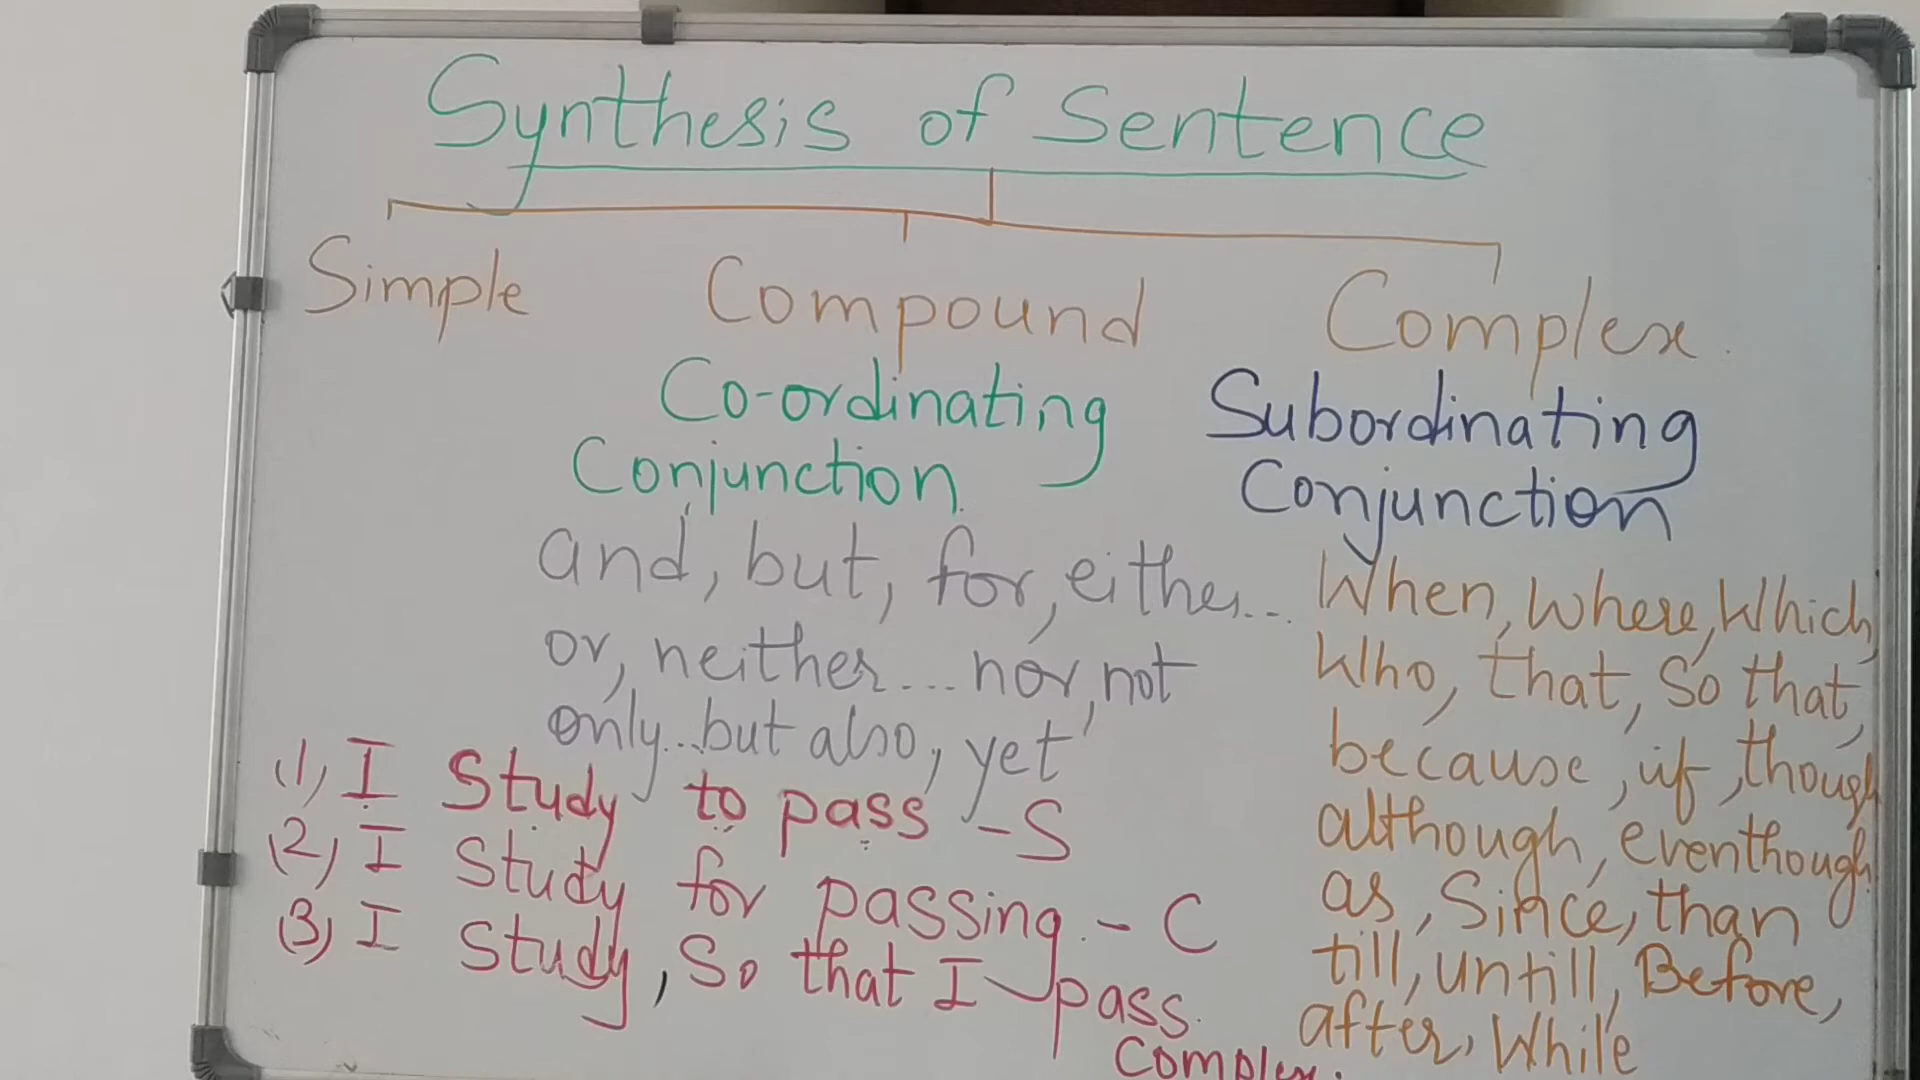 Synthesis of Sentence
Simple
Compound
Complex
Co-ordinating
Conjunction
and, but, for, either...
or, neither... nor, not
only...but also, yet
Subordinating
Conjunction
When, Where, Which,
Who, that, So that,
because, if, though
although, eventhough
as, Since, than
till, untill, Before,
after, While
(1) I Study to pass - S
(2) I Study for passing. - C
(3) I Study, So that I pass.
Complex.